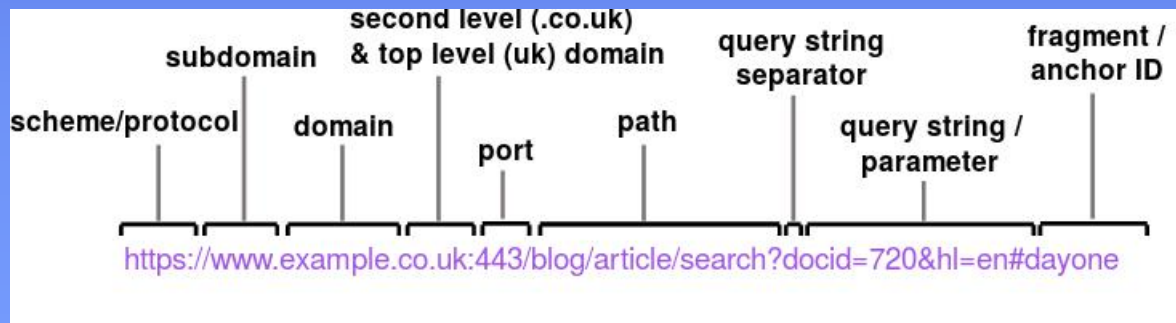 second level (.co.uk)
& top level (uk) domain
subdomain
query string
separator
fragment /
anchor ID
scheme/protocol
domain
port
path
query string /
parameter
https://www.example.co.uk:443/blog/article/search?docid=720&hl=en#dayone